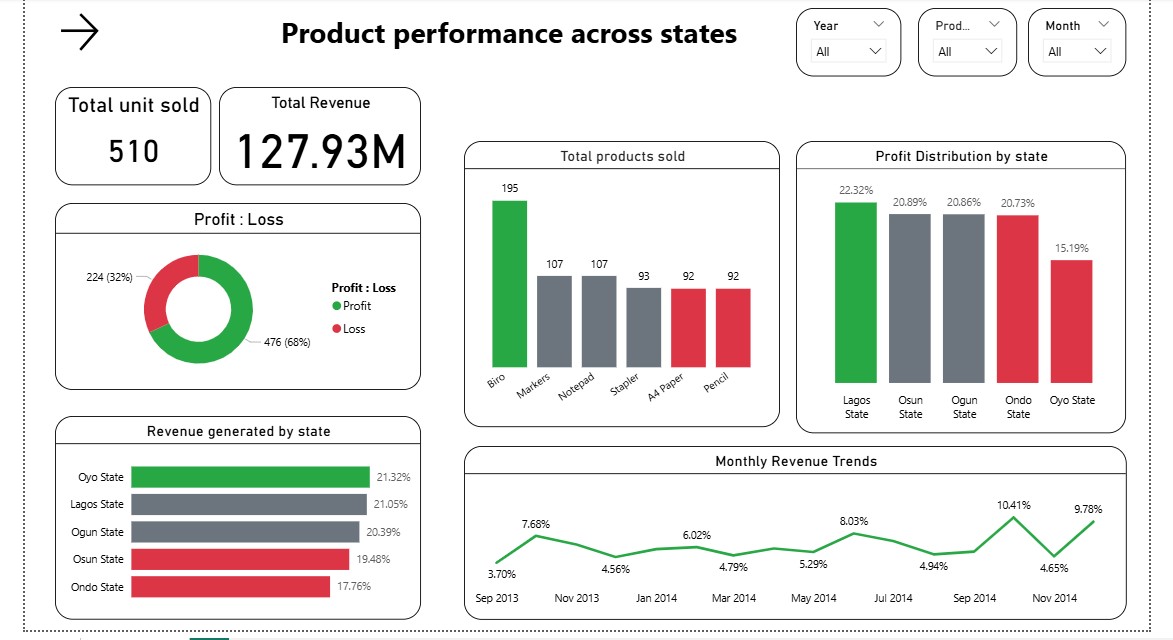 Product performance across states
Year
All
Prod...
All
Month
All
Total unit sold
510
Total Revenue
127.93M
Profit : Loss
224 (32%)
476 (68%)
Profit : Loss
Profit
Loss
Revenue generated by state
Oyo State 21.32%
Lagos State 21.05%
Ogun State 20.39%
Osun State 19.48%
Ondo State 17.76%
Total products sold
195
107 107 93 92 92
Biro Markers Notepad Stapler A4 Paper Pencil
Profit Distribution by state
22.32% 20.89% 20.86% 20.73% 15.19%
Lagos Osun Ogun Ondo Oyo State
State State State State
Monthly Revenue Trends
3.70% 7.68% 4.56% 6.02% 4.79% 5.29% 8.03% 4.94% 10.41% 4.65% 9.78%
Sep 2013 Nov 2013 Jan 2014 Mar 2014 May 2014 Jul 2014 Sep 2014 Nov 2014